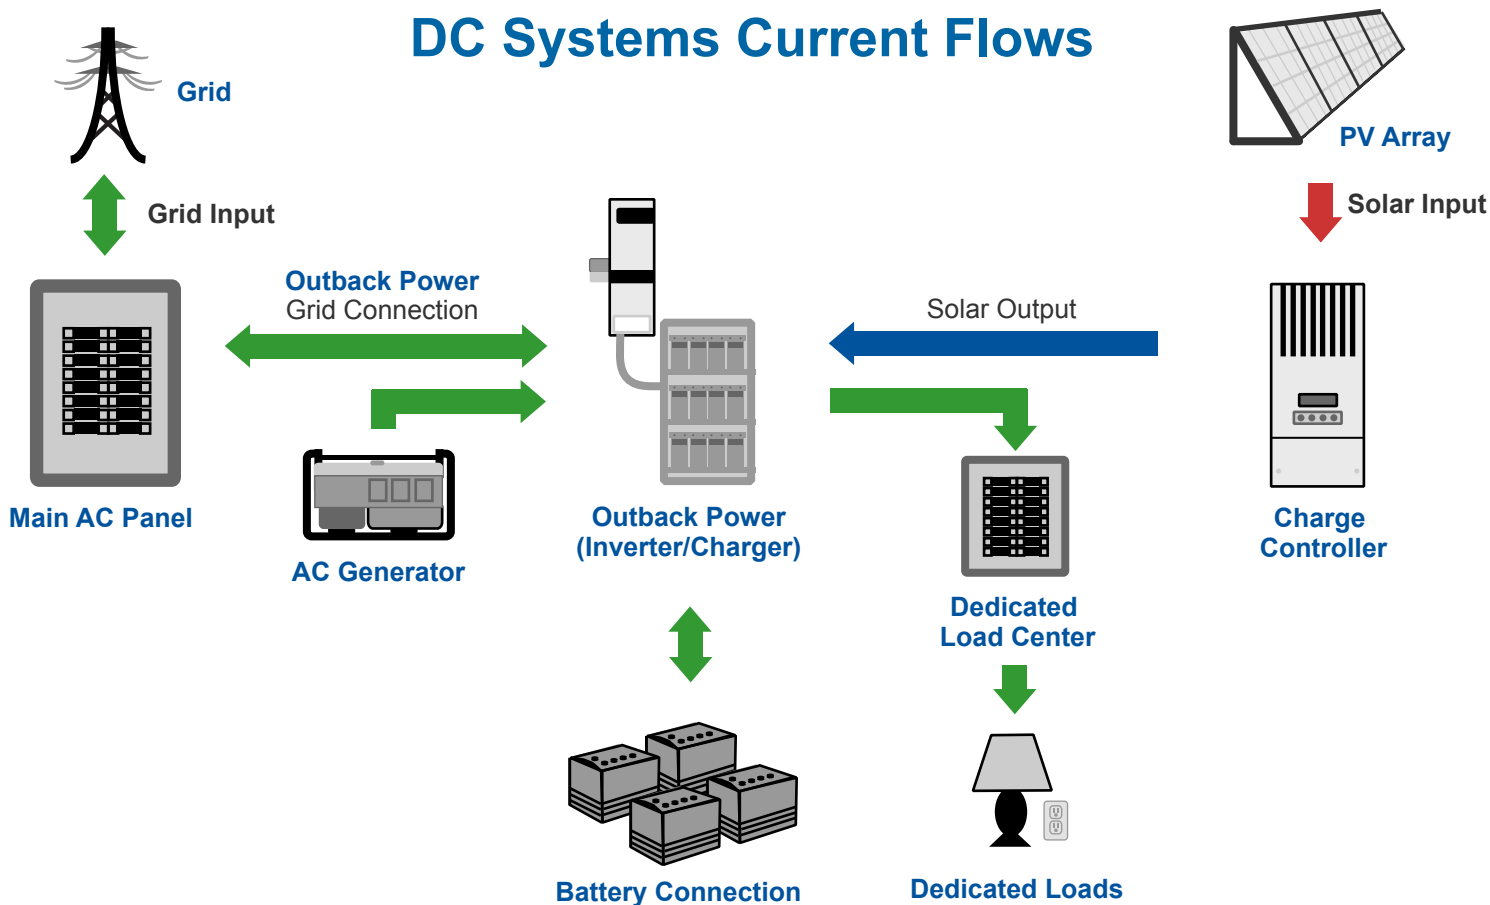 DC Systems Current Flows
Grid
PV Array
Grid Input
Solar Input
Outback Power
Grid Connection
Solar Output
Main AC Panel
AC Generator
Outback Power
(Inverter/Charger)
Charge
Controller
Dedicated
Load Center
Battery Connection
Dedicated Loads